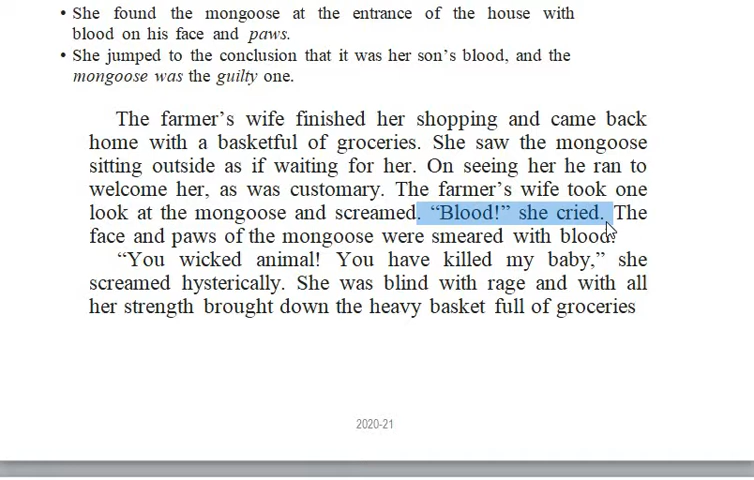 • She found the mongoose at the entrance of the house with
blood on his face and paws.
• She jumped to the conclusion that it was her son's blood, and the
mongoose was the guilty one.
The farmer's wife finished her shopping and came back
home with a basketful of groceries. She saw the mongoose
sitting outside as if waiting for her. On seeing her he ran to
welcome her, as was customary. The farmer's wife took one
look at the mongoose and screamed. “Blood!” she cried. The
face and paws of the mongoose were smeared with blood.
“You wicked animal! You have killed my baby,” she
screamed hysterically. She was blind with rage and with all
her strength brought down the heavy basket full of groceries
2020-21